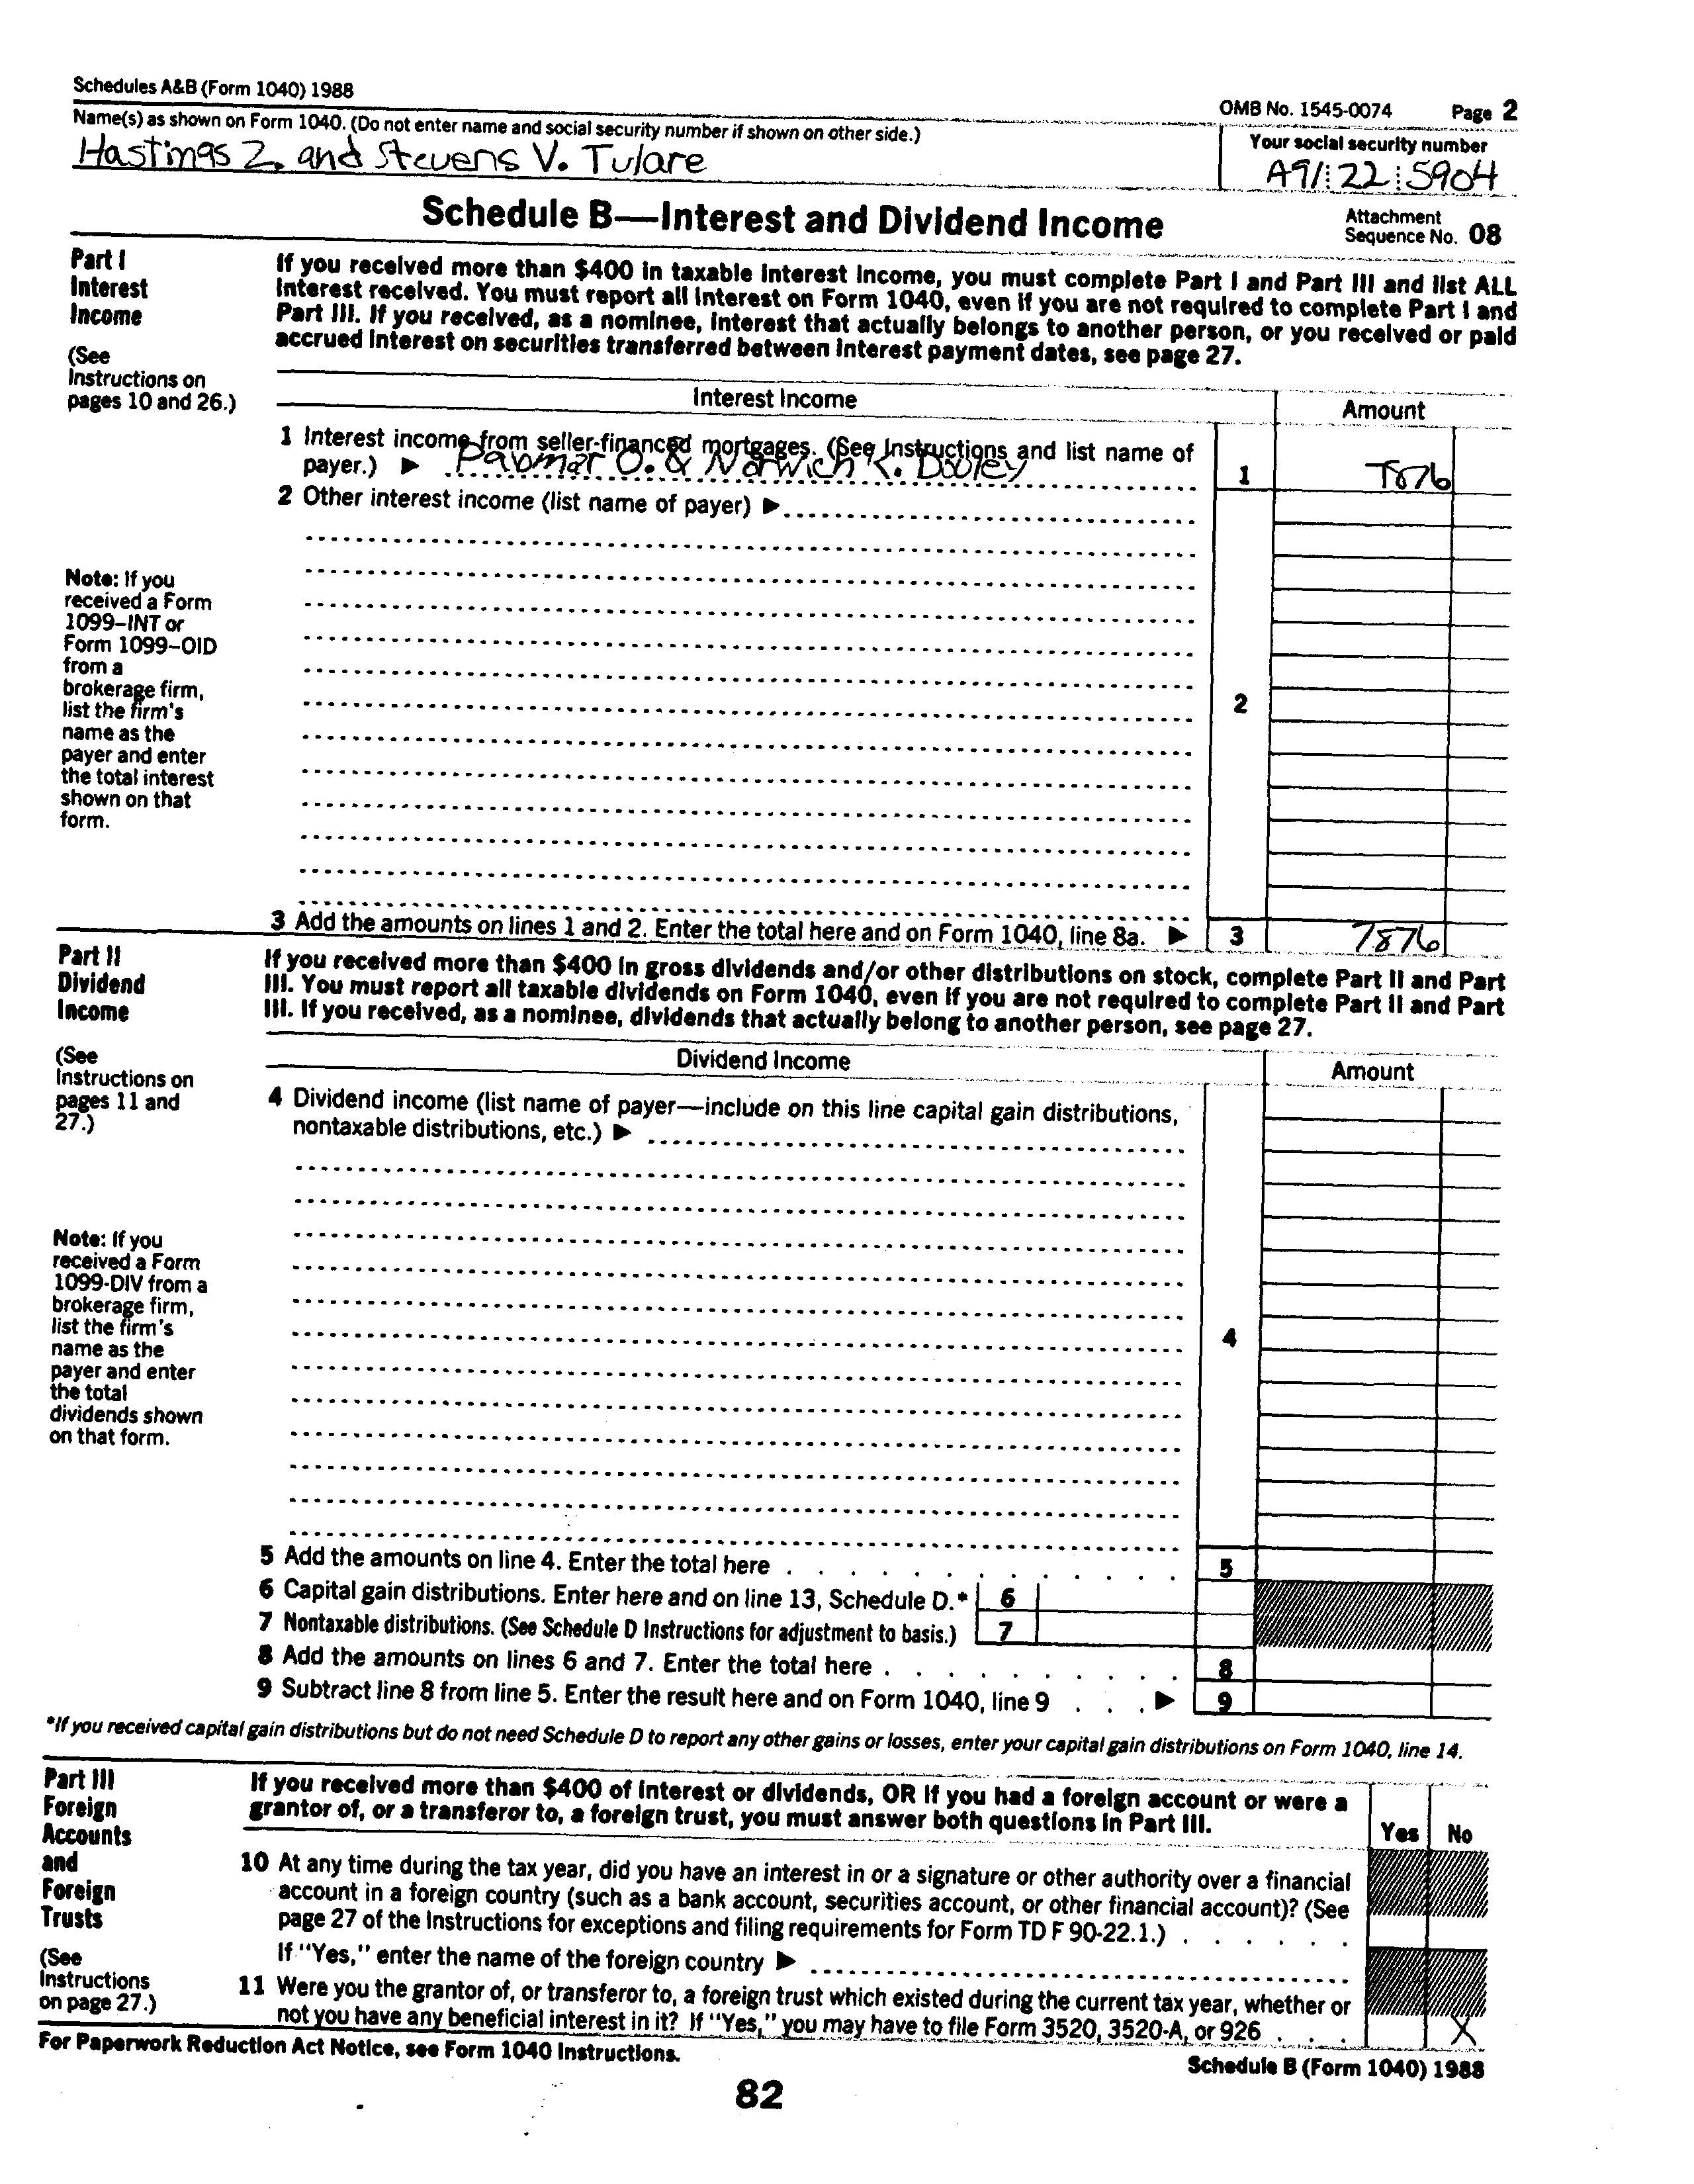 Schedules A&B (Form 1040) 1988
OMB No. 1545-0074 Page 2
Name(s) as shown on Form 1040. (Do not enter name and social security number if shown on other side.)
Your social security number
Hastings Z. and Stevens V. Tulare
A91 22 5904
Schedule B—Interest and Dividend Income
Attachment
Sequence No. 08
Part I
Interest
Income
(See
Instructions on
pages 10 and 26.)
If you received more than $400 in taxable interest income, you must complete Part I and Part III and list ALL
interest received. You must report all interest on Form 1040, even if you are not required to complete Part I and
Part III. If you received, as a nominee, interest that actually belongs to another person, or you received or paid
accrued interest on securities transferred between interest payment dates, see page 27.
Interest Income
Amount
1 Interest income from seller-financed mortgages. (See Instructions and list name of
payer.) ▶ O. & Norwich K. Dooley
1 7876
2 Other interest income (list name of payer) ▶
Note: If you
received a Form
1099–INT or
Form 1099–OID
from a
brokerage firm,
list the firm's
name as the
payer and enter
the total interest
shown on that
form.
2
3 Add the amounts on lines 1 and 2. Enter the total here and on Form 1040, line 8a. ▶ 3 7876
Part II
Dividend
Income
(See
Instructions on
pages 11 and
27.)
If you received more than $400 in gross dividends and/or other distributions on stock, complete Part II and Part
III. You must report all taxable dividends on Form 1040, even if you are not required to complete Part II and Part
III. If you received, as a nominee, dividends that actually belong to another person, see page 27.
Dividend Income
Amount
4 Dividend income (list name of payer—include on this line capital gain distributions,
nontaxable distributions, etc.) ▶
Note: If you
received a Form
1099-DIV from a
brokerage firm,
list the firm's
name as the
payer and enter
the total
dividends shown
on that form.
4
5 Add the amounts on line 4. Enter the total here . . . . . . . . . . . . 5
6 Capital gain distributions. Enter here and on line 13, Schedule D.* 6
7 Nontaxable distributions. (See Schedule D Instructions for adjustment to basis.) 7
8 Add the amounts on lines 6 and 7. Enter the total here . . . . . . . . . . 8
9 Subtract line 8 from line 5. Enter the result here and on Form 1040, line 9 . . . ▶ 9
*If you received capital gain distributions but do not need Schedule D to report any other gains or losses, enter your capital gain distributions on Form 1040, line 14.
Part III
Foreign
Accounts
and
Foreign
Trusts
(See
Instructions
on page 27.)
If you received more than $400 of interest or dividends, OR if you had a foreign account or were a
grantor of, or a transferor to, a foreign trust, you must answer both questions in Part III.
Yes No
10 At any time during the tax year, did you have an interest in or a signature or other authority over a financial
account in a foreign country (such as a bank account, securities account, or other financial account)? (See
page 27 of the Instructions for exceptions and filing requirements for Form TD F 90-22.1.) . . . . . .
If "Yes," enter the name of the foreign country ▶
11 Were you the grantor of, or transferor to, a foreign trust which existed during the current tax year, whether or
not you have any beneficial interest in it? If "Yes," you may have to file Form 3520, 3520-A, or 926 . . . X
For Paperwork Reduction Act Notice, see Form 1040 Instructions.
Schedule B (Form 1040) 1988
82